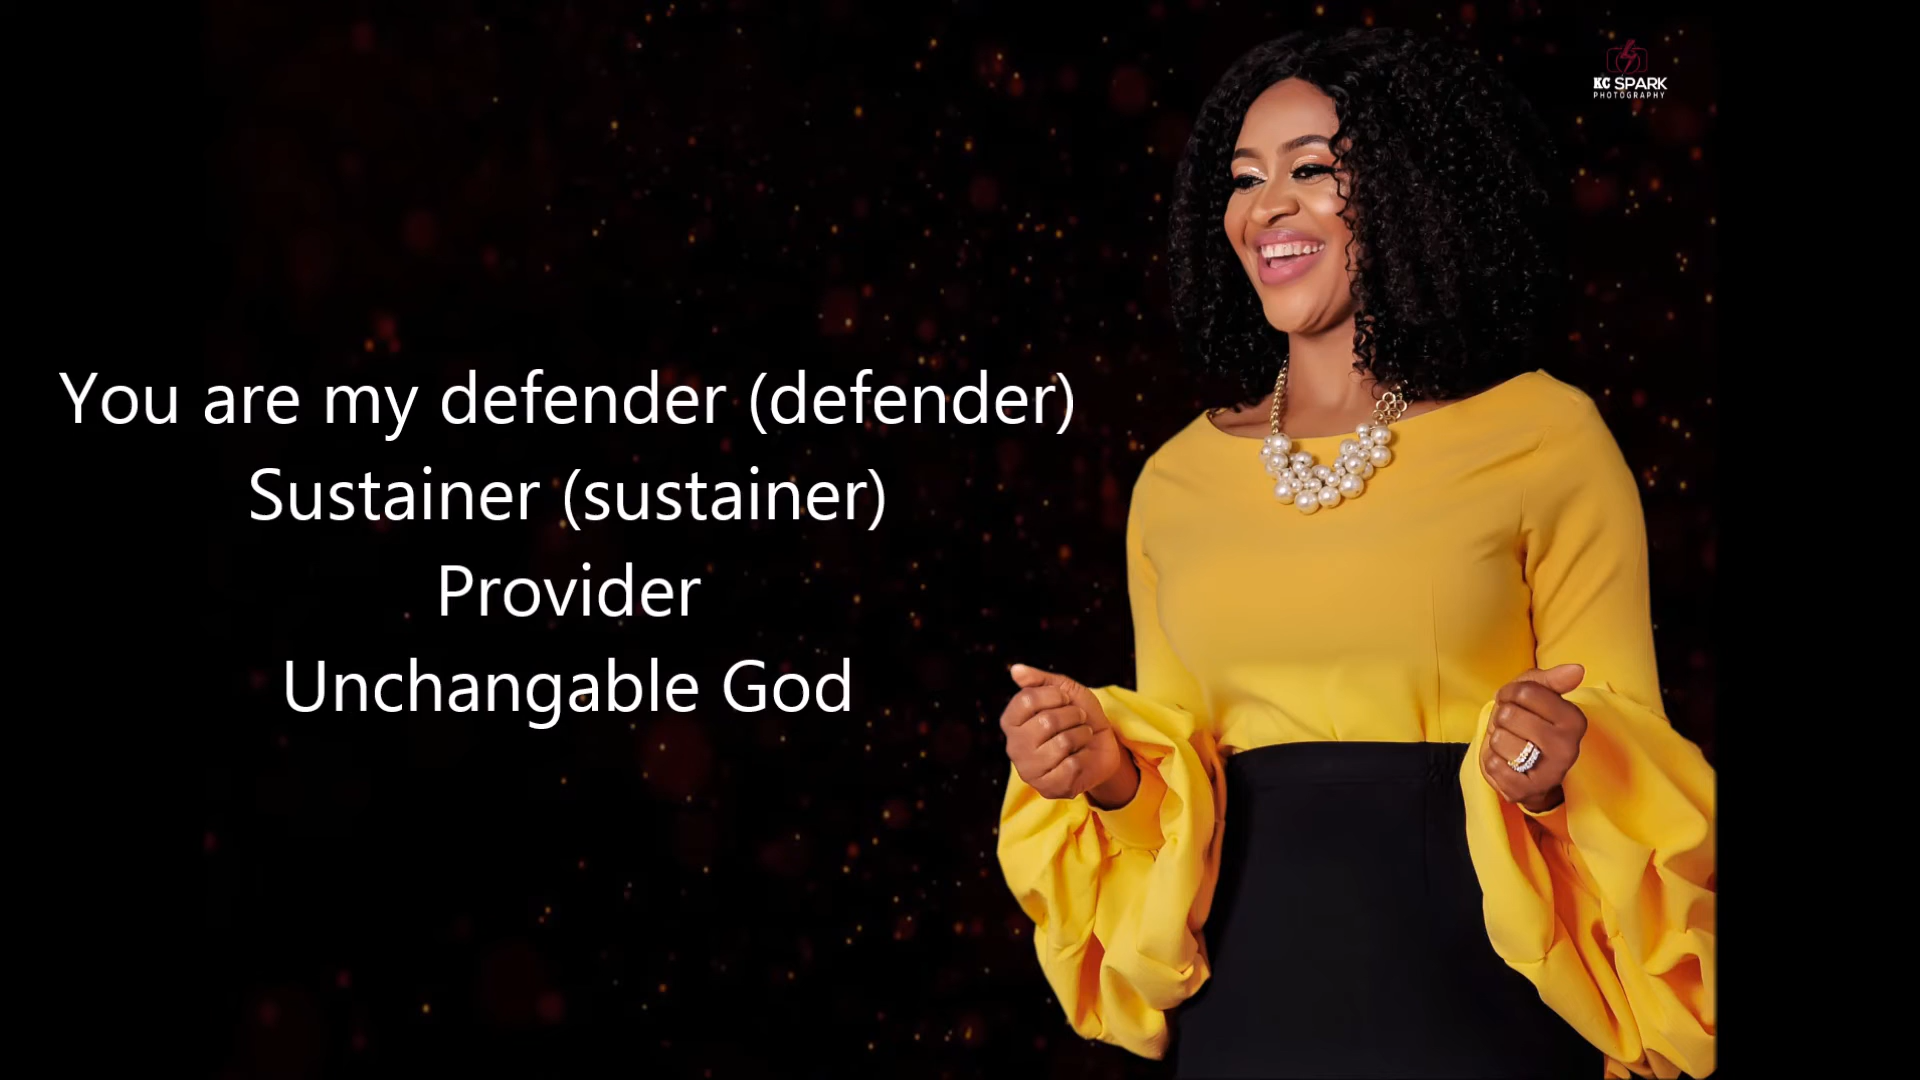 KC SPARK
PHOTOGRAPHY
You are my defender (defender)
Sustainer (sustainer)
Provider
Unchangable God